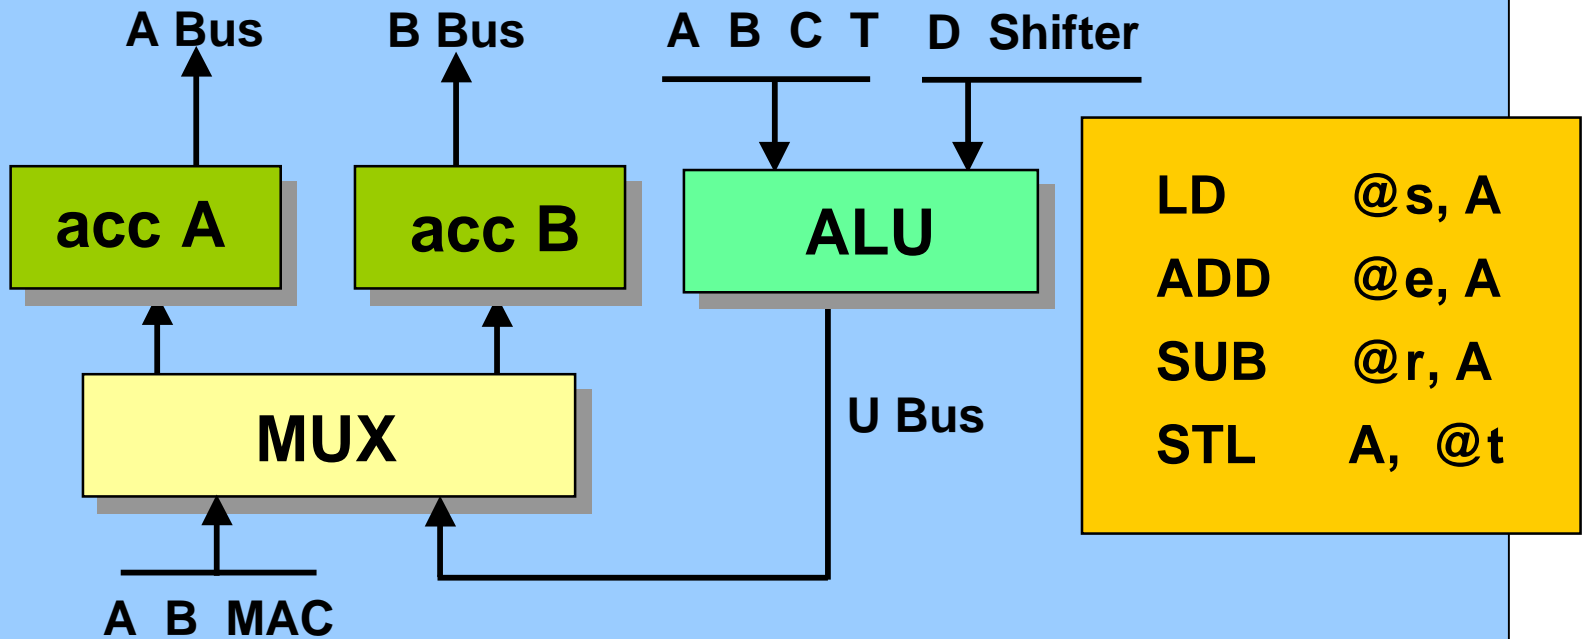 A Bus
B Bus
A B C T
D Shifter
acc A
acc B
ALU
LD @s, A
ADD @e, A
SUB @r, A
STL A, @t
MUX
U Bus
A B MAC